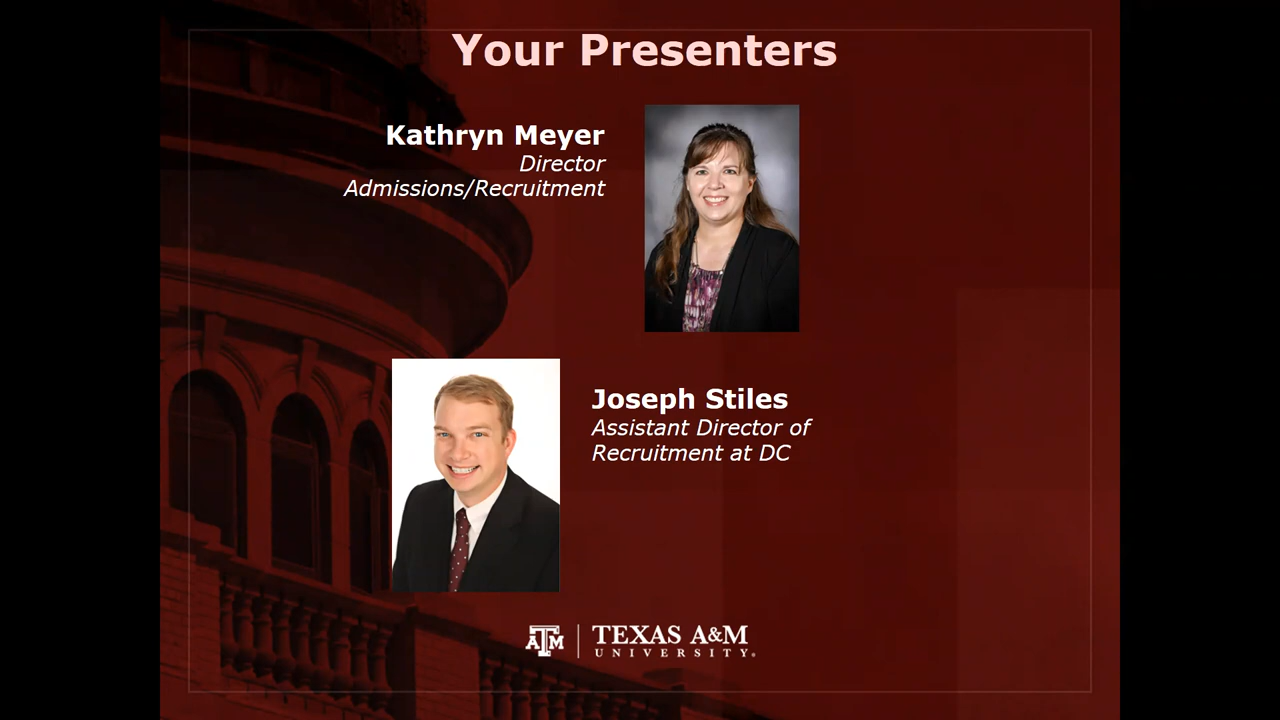 Your Presenters
Kathryn Meyer
Director
Admissions/Recruitment
Joseph Stiles
Assistant Director of
Recruitment at DC
ATM
TEXAS A&M
UNIVERSITY.